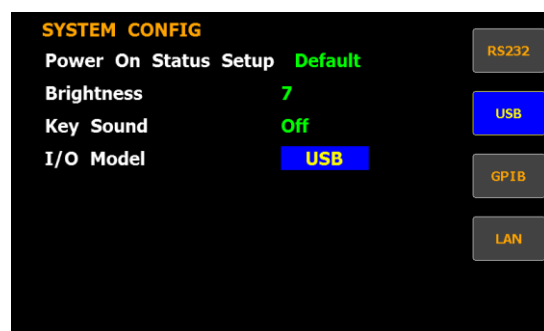 SYSTEM CONFIG
Power On Status Setup Default
Brightness 7
Key Sound Off
I/O Model USB
RS232
USB
GPIB
LAN